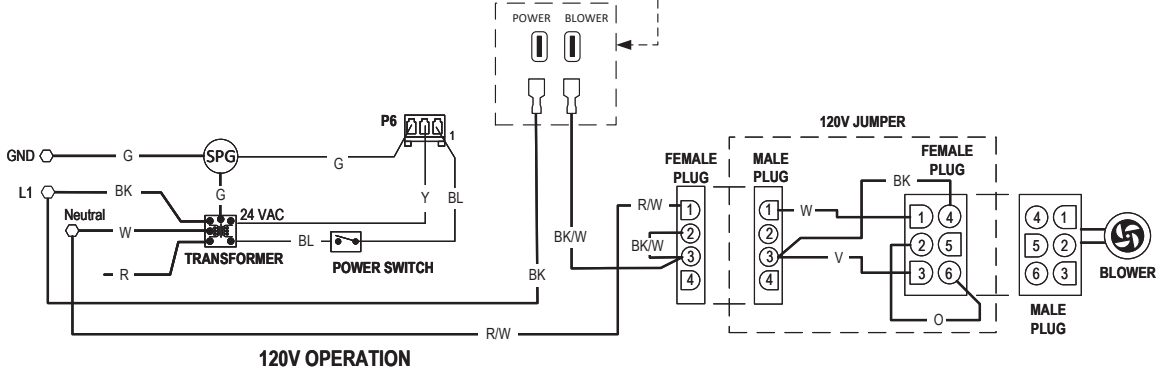 POWER BLOWER
P6
1
120V JUMPER
GND
G
SPG
G
FEMALE
PLUG
MALE
PLUG
FEMALE
PLUG
BK
L1
BK
G
Y
BL
Neutral
24 VAC
R/W
1
1
W
1
4
4
1
W
BL
BK/W
BK/W
2
2
2
5
5
2
TRANSFORMER
POWER SWITCH
3
3
V
3
6
6
3
BLOWER
R
BK
4
4
MALE
PLUG
O
R/W
120V OPERATION